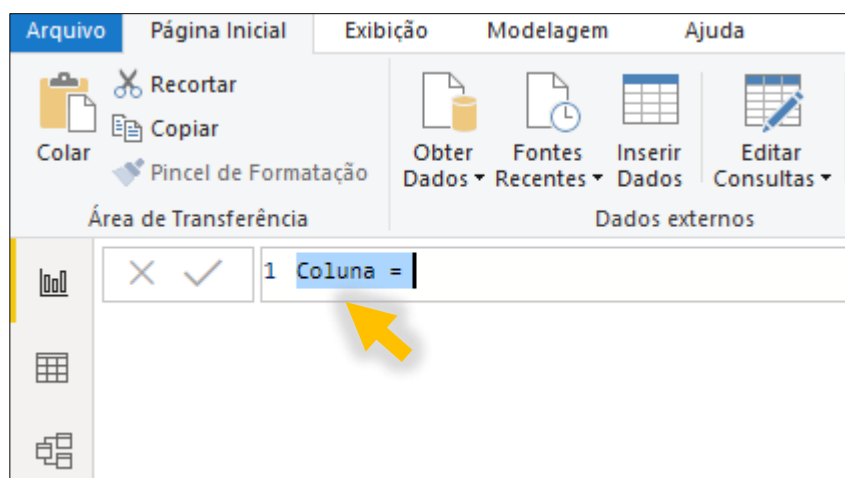 Arquivo Página Inicial Exibição Modelagem Ajuda
Recortar
Copiar
Pincel de Formatação
Colar
Área de Transferência
Obter Dados
Fontes Recentes
Inserir Dados
Editar Consultas
Dados externos
1 Coluna =